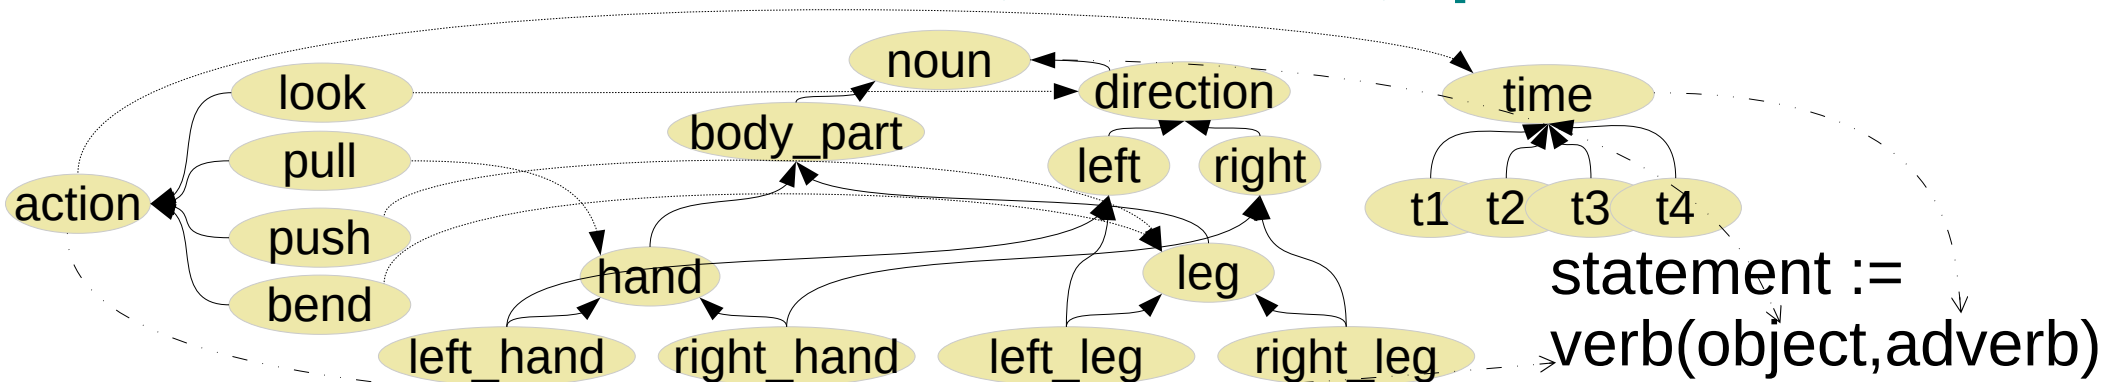 noun
look
direction
time
body_part
pull
left
right
action
t1
t2
t3
t4
push
hand
leg
bend
statement :=
verb(object,adverb)
left_hand
right_hand
left_leg
right_leg